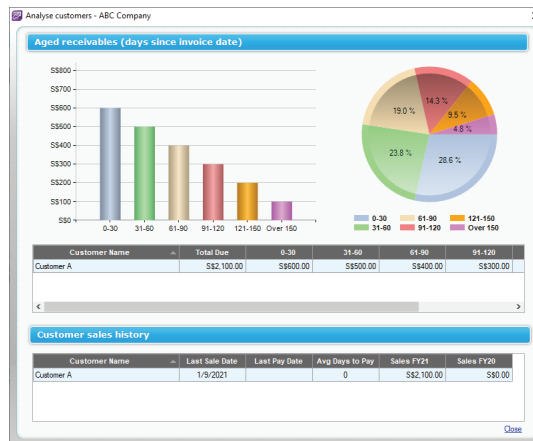 Analyse customers - ABC Company
Aged receivables (days since invoice date)
S$800
S$700
S$600
S$500
S$400
S$300
S$200
S$100
S$0
0-30 31-60 61-90 91-120 121-150 Over 150
14.3 %
19.0 %
9.5 %
4.8 %
23.8 %
28.6 %
0-30 61-90 121-150
31-60 91-120 Over 150
Customer Name Total Due 0-30 31-60 61-90 91-120
Customer A S$2,100.00 S$600.00 S$500.00 S$400.00 S$300.00
Customer sales history
Customer Name Last Sale Date Last Pay Date Avg Days to Pay Sales FY21 Sales FY20
Customer A 1/9/2021 0 S$2,100.00 S$0.00
Close